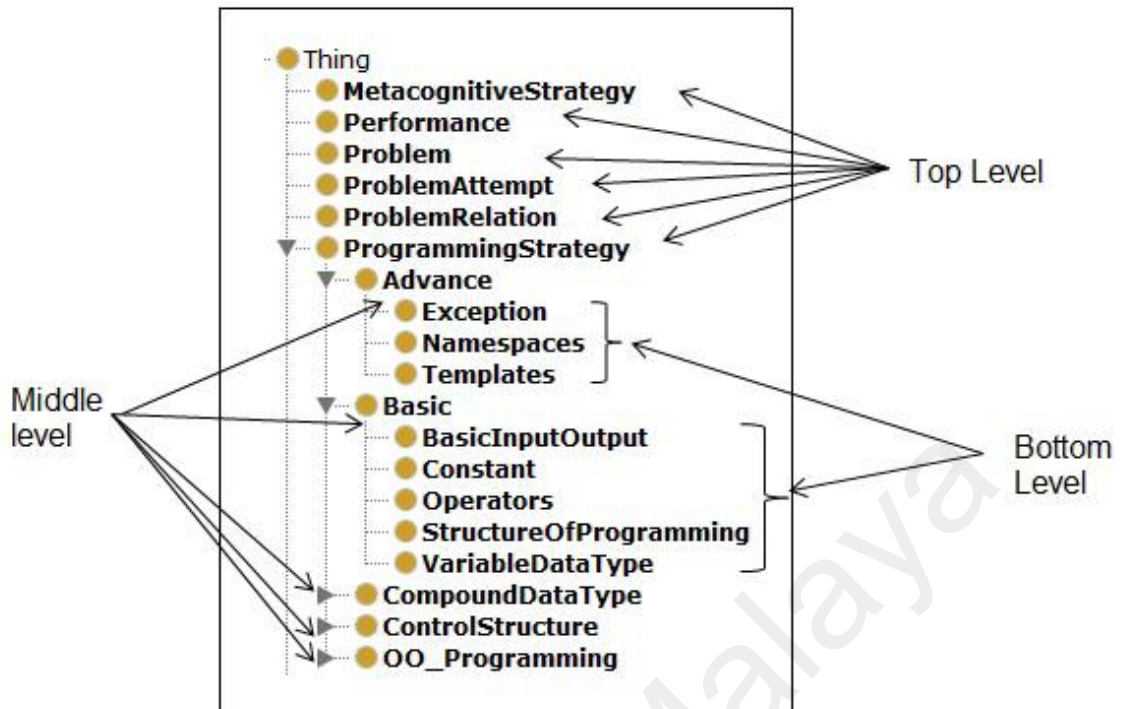 Thing
MetacognitiveStrategy
Performance
Problem
ProblemAttempt
ProblemRelation
ProgrammingStrategy
Advance
Exception
Namespaces
Templates
Basic
BasicInputOutput
Constant
Operators
StructureOfProgramming
VariableDataType
CompoundDataType
ControlStructure
OO_Programming
Top Level
Middle
level
Bottom
Level
Malaya